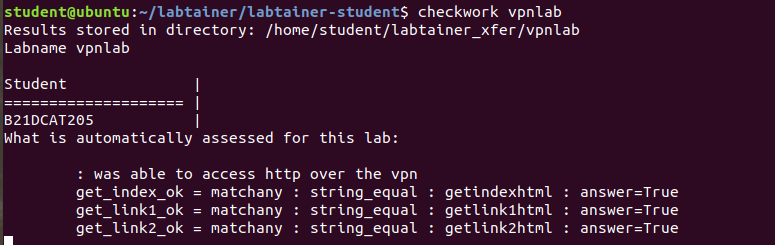 student@ubuntu:~/labtainer/labtainer-student$ checkwork vpnlab
Results stored in directory: /home/student/labtainer_xfer/vpnlab
Labname vpnlab
Student |
==================== |
B21DCAT205 |
What is automatically assessed for this lab:
: was able to access http over the vpn
get_index_ok = matchany : string_equal : getindexhtml : answer=True
get_link1_ok = matchany : string_equal : getlink1html : answer=True
get_link2_ok = matchany : string_equal : getlink2html : answer=True